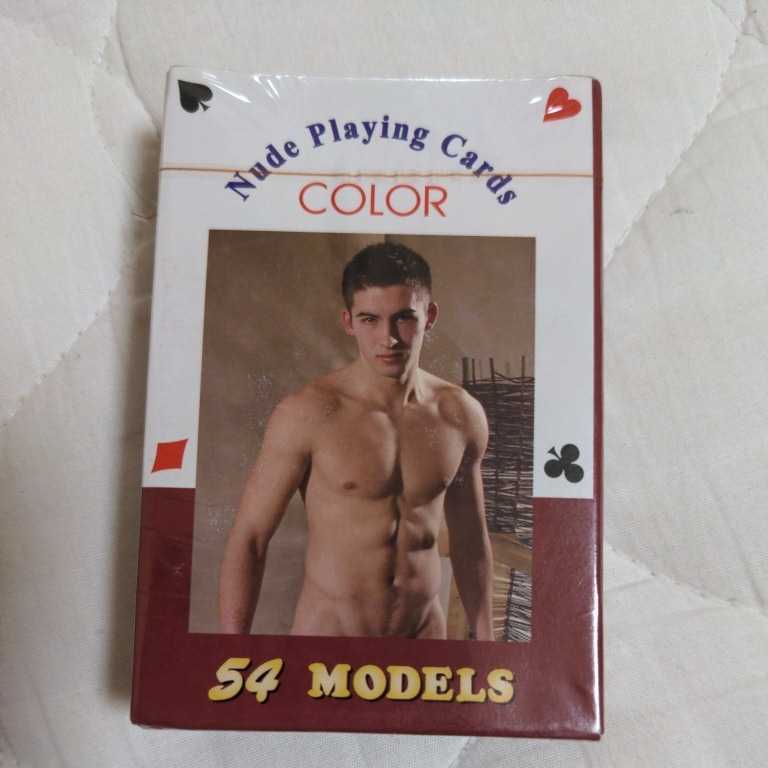 Nude Playing Cards
COLOR
54 MODELS